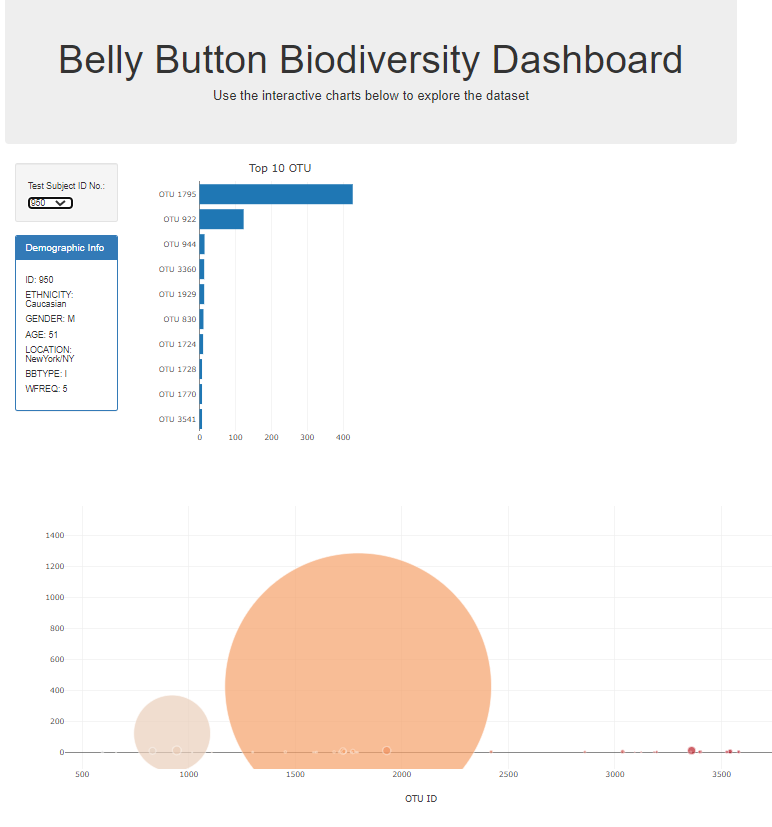 Belly Button Biodiversity Dashboard
Use the interactive charts below to explore the dataset
Test Subject ID No.:
950
Demographic Info
ID: 950
ETHNICITY:
Caucasian
GENDER: M
AGE: 51
LOCATION:
NewYork/NY
BBTYPE: I
WFREQ: 5
Top 10 OTU
OTU 1795
OTU 922
OTU 944
OTU 3360
OTU 1929
OTU 830
OTU 1724
OTU 1728
OTU 1770
OTU 3541
0 100 200 300 400
1400
1200
1000
800
600
400
200
0
500 1000 1500 2000 2500 3000 3500
OTU ID